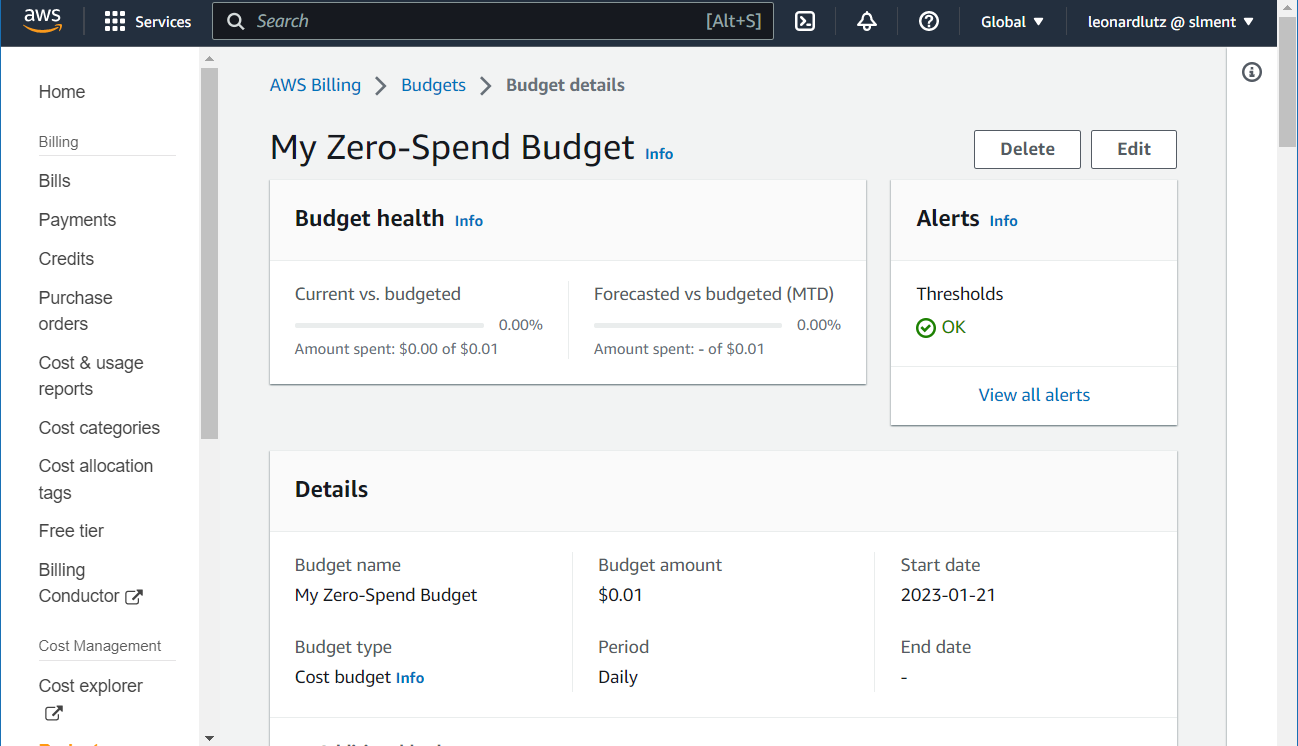 aws
Services
Search
[Alt+S]
Global
leonardlutz @ slment
Home
Billing
Bills
Payments
Credits
Purchase
orders
Cost & usage
reports
Cost categories
Cost allocation
tags
Free tier
Billing
Conductor
Cost Management
Cost explorer
AWS Billing
Budgets
Budget details
My Zero-Spend Budget Info
Delete
Edit
Budget health Info
Current vs. budgeted
0.00%
Amount spent: $0.00 of $0.01
Forecasted vs budgeted (MTD)
0.00%
Amount spent: - of $0.01
Alerts Info
Thresholds
OK
View all alerts
Details
Budget name
My Zero-Spend Budget
Budget type
Cost budget Info
Budget amount
$0.01
Period
Daily
Start date
2023-01-21
End date
-